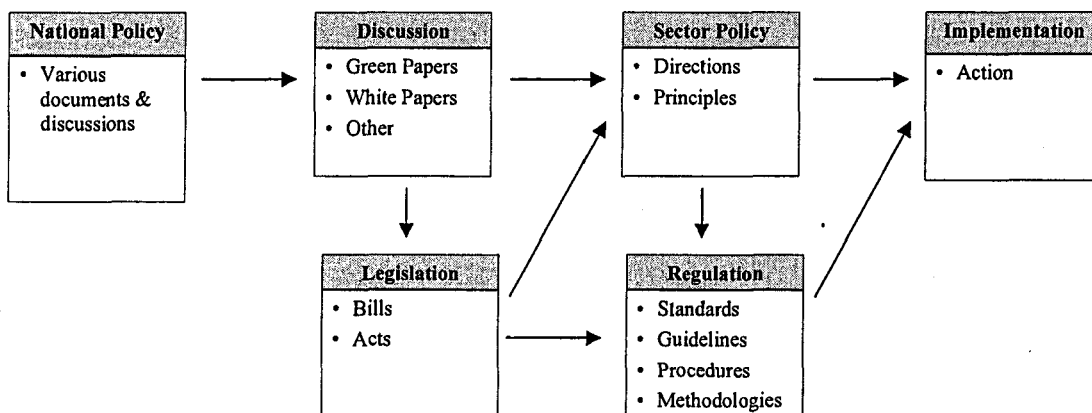 National Policy
• Various
documents &
discussions
Discussion
• Green Papers
• White Papers
• Other
Sector Policy
• Directions
• Principles
Implementation
• Action
Legislation
• Bills
• Acts
Regulation
• Standards
• Guidelines
• Procedures
• Methodologies